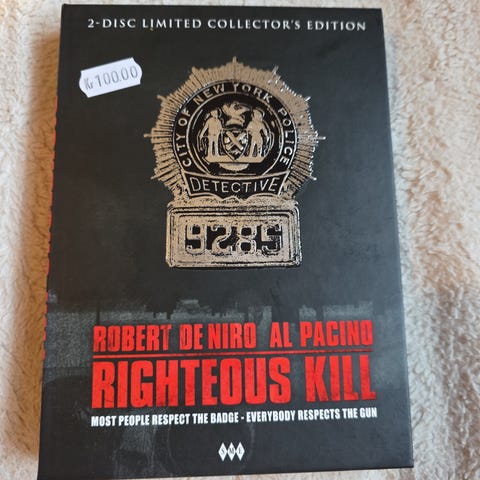 2-DISC LIMITED COLLECTOR'S EDITION
Kr 100.00
CITY OF NEW YORK POLICE
DETECTIVE
9285
ROBERT DE NIRO AL PACINO
RIGHTEOUS KILL
MOST PEOPLE RESPECT THE BADGE - EVERYBODY RESPECTS THE GUN
SML